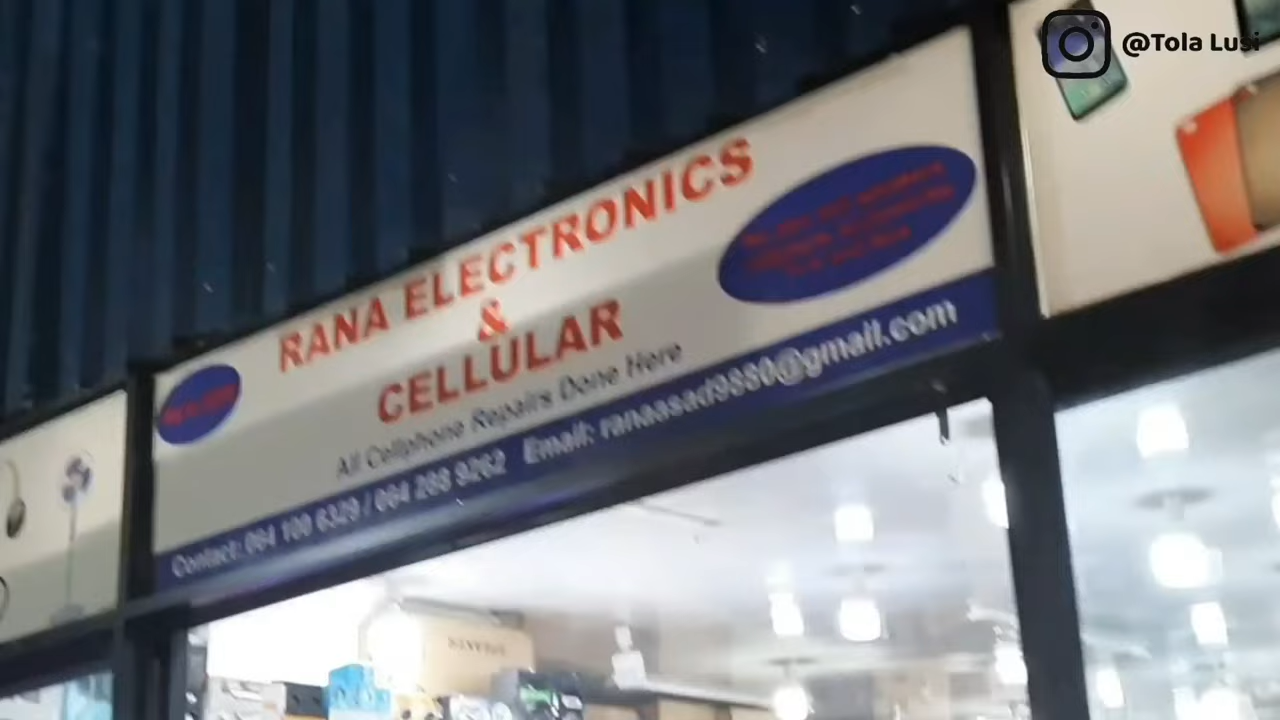 @Tola Lusi
RANA ELECTRONICS
&
CELLULAR
All Cellphone Repairs Done Here
Contact: 064 100 6329 / 064 268 9262 Email: ranaasad9880@gmail.com